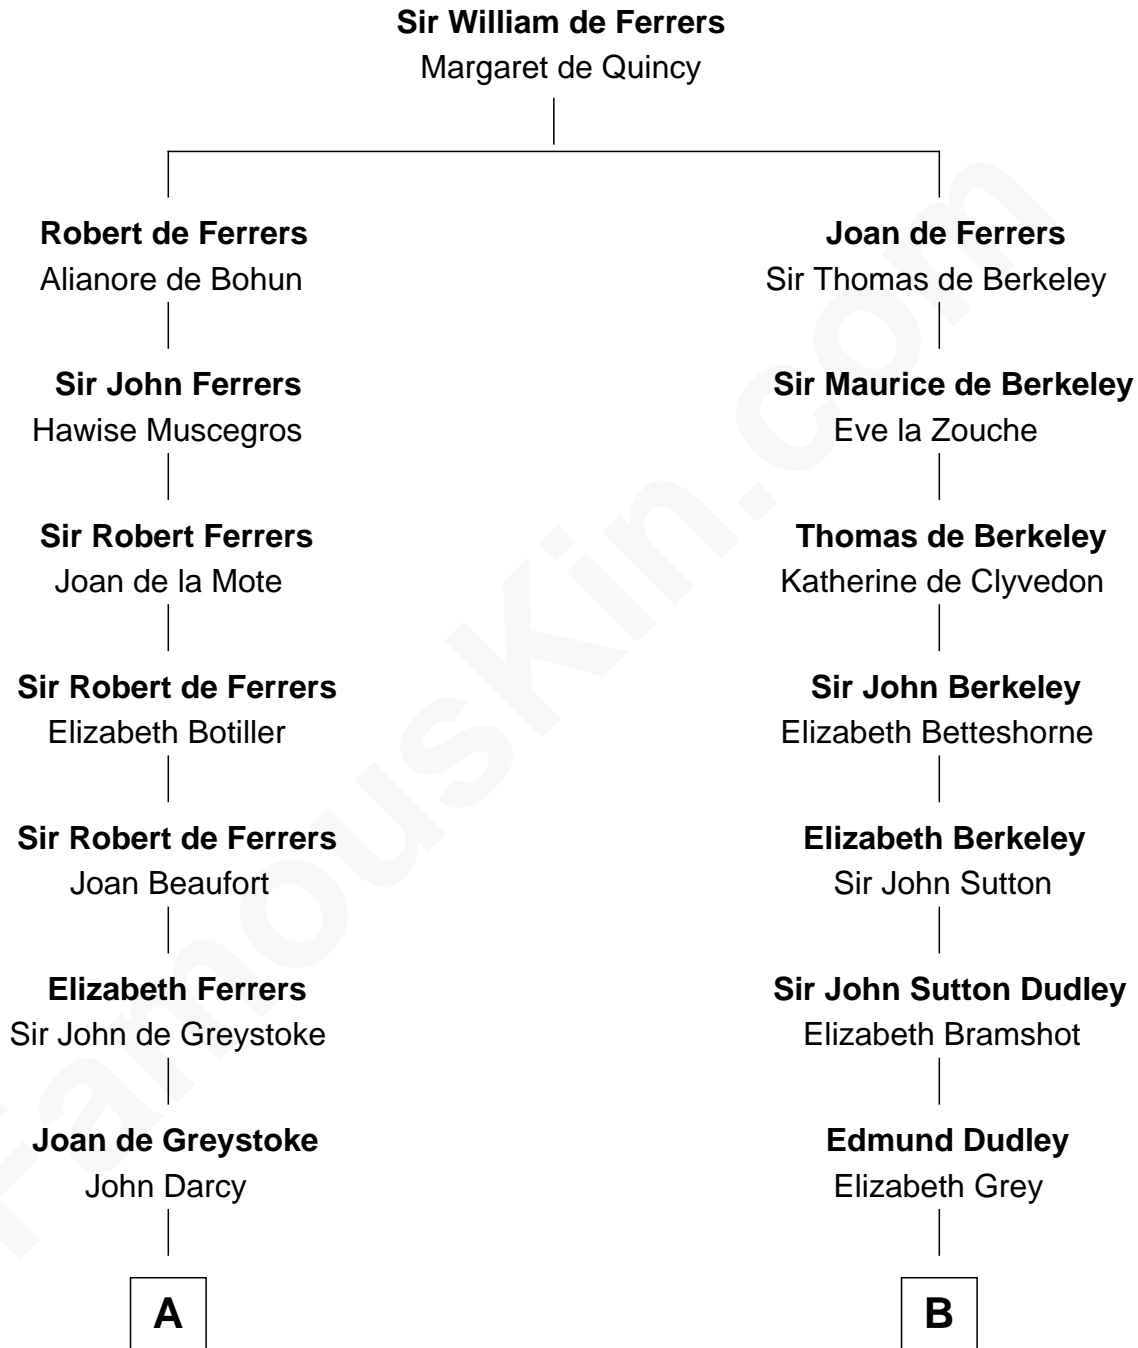 Sir William de Ferrers
Margaret de Quincy
Robert de Ferrers
Alianore de Bohun
Joan de Ferrers
Sir Thomas de Berkeley
Sir John Ferrers
Hawise Muscegros
Sir Maurice de Berkeley
Eve la Zouche
Sir Robert Ferrers
Joan de la Mote
Thomas de Berkeley
Katherine de Clyvedon
Sir Robert de Ferrers
Elizabeth Botiller
Sir John Berkeley
Elizabeth Betteshorne
Sir Robert de Ferrers
Joan Beaufort
Elizabeth Berkeley
Sir John Sutton
Elizabeth Ferrers
Sir John de Greystoke
Sir John Sutton Dudley
Elizabeth Bramshot
Joan de Greystoke
John Darcy
Edmund Dudley
Elizabeth Grey
A
B
FamousKin.com